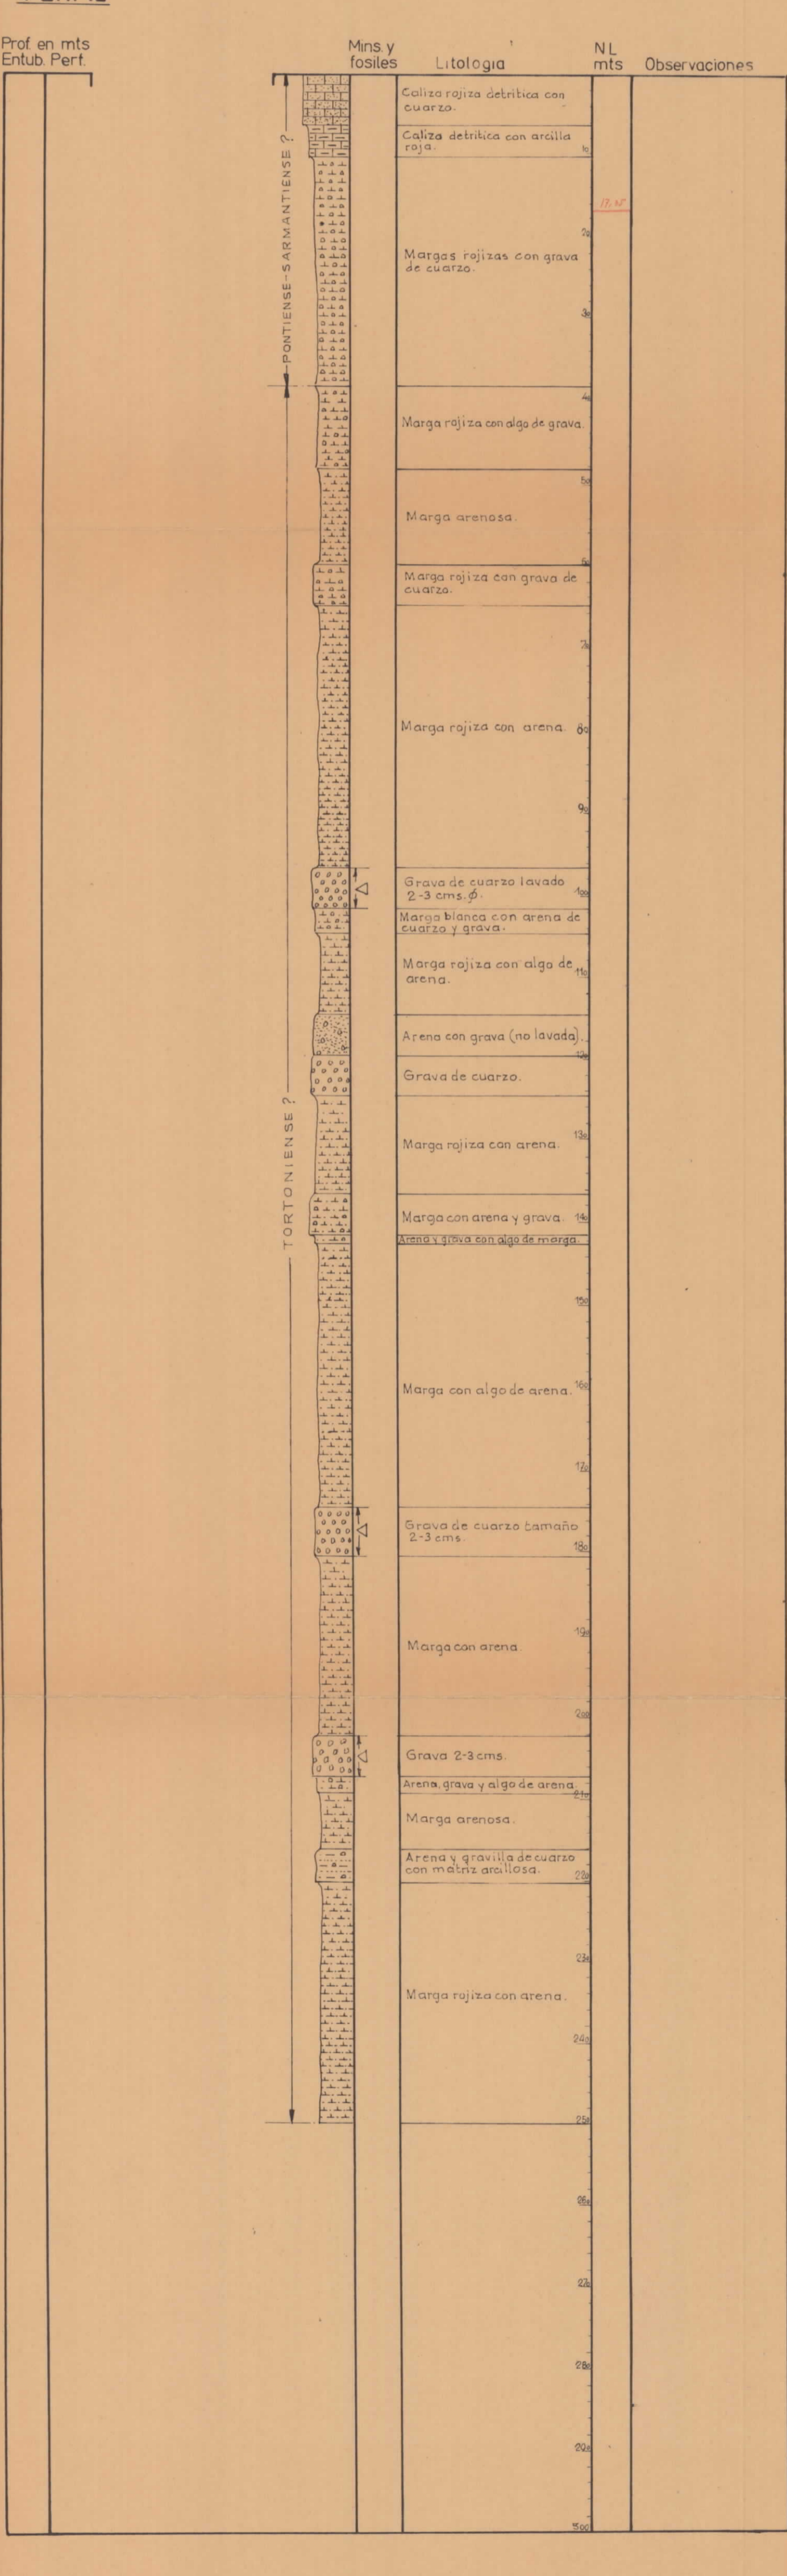 Prof. en mts
Entub. Perf.
Mins. y
fosiles
Litologia
N L
mts
Observaciones
PONTIENSE-SARMANTIENSE ?
Caliza rojiza detritica con
cuarzo.
Caliza detritica con arcilla
roja.
10
17,15
20
Margas rojizas con grava
de cuarzo.
30
40
Marga rojiza con algo de grava.
50
Marga arenosa.
60
Marga rojiza con grava de
cuarzo.
70
Marga rojiza con arena.
80
90
Grava de cuarzo lavado
2-3 cms. ϕ.
100
Marga blanca con arena de
cuarzo y grava.
Marga rojiza con algo de
arena.
110
Arena con grava (no lavada).
120
Grava de cuarzo.
TORTONIENSE ?
130
Marga rojiza con arena.
Marga con arena y grava.
140
Arena y grava con algo de marga.
150
Marga con algo de arena.
160
170
Grava de cuarzo tamaño
2-3 cms.
180
190
Marga con arena.
200
Grava 2-3 cms.
Arena, grava y algo de arena.
210
Marga arenosa.
Arena y gravilla de cuarzo
con matriz arcillosa.
220
230
Marga rojiza con arena.
240
250
260
270
280
290
300